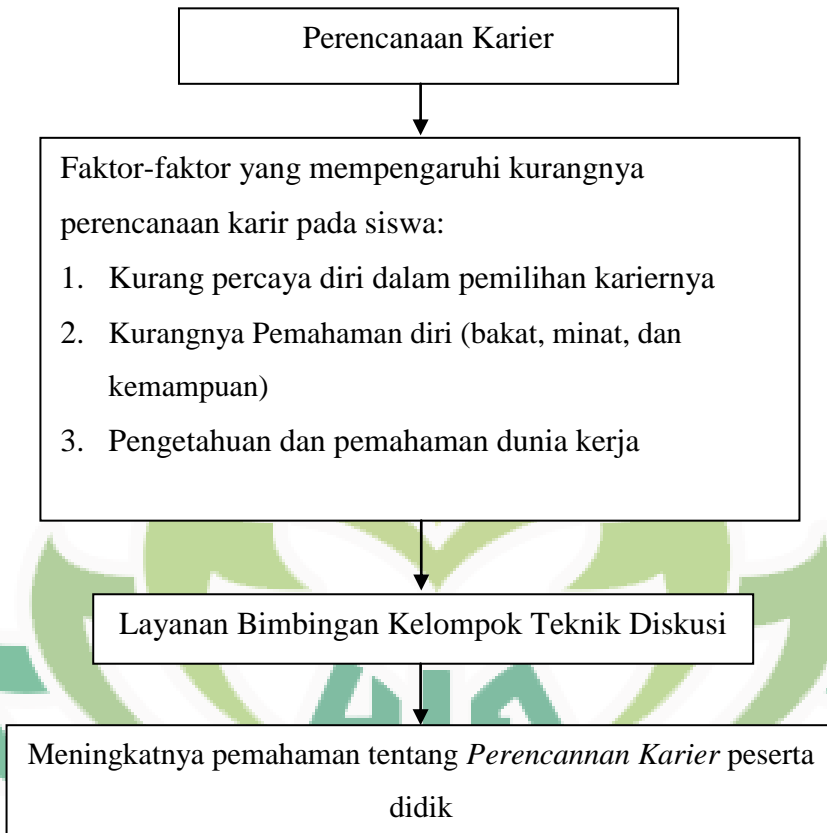 Perencanaan Karier
Faktor-faktor yang mempengaruhi kurangnya
perencanaan karir pada siswa:
1. Kurang percaya diri dalam pemilihan kariernya
2. Kurangnya Pemahaman diri (bakat, minat, dan
kemampuan)
3. Pengetahuan dan pemahaman dunia kerja
Layanan Bimbingan Kelompok Teknik Diskusi
Meningkatnya pemahaman tentang Perencannan Karier peserta
didik